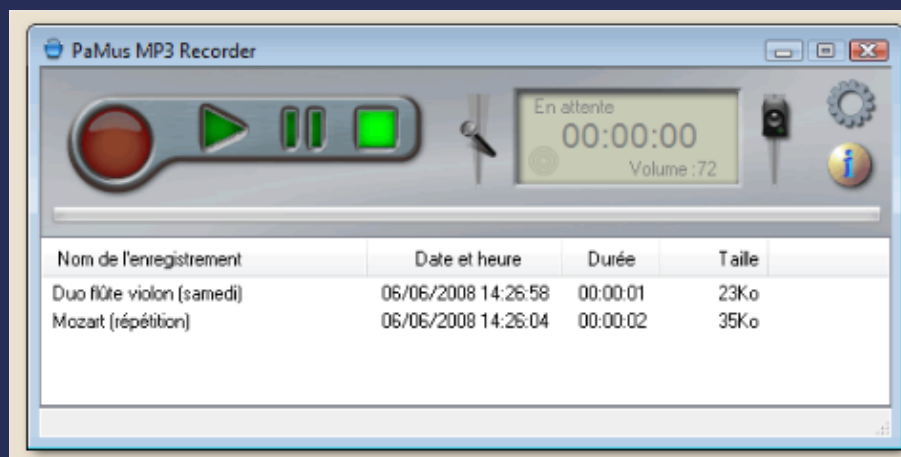 PaMus MP3 Recorder
En attente
00:00:00
Volume :72
Nom de l'enregistrement Date et heure Durée Taille
Duo flûte violon (samedi) 06/06/2008 14:26:58 00:00:01 23Ko
Mozart (répétition) 06/06/2008 14:26:04 00:00:02 35Ko